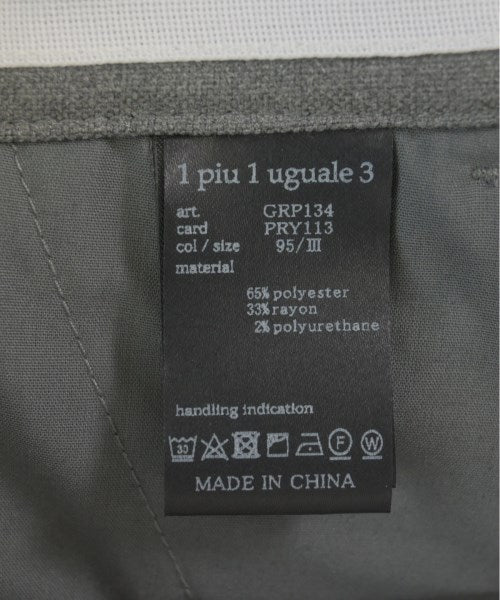 1 piu 1 uguale 3
art. GRP134
card PRY113
col / size 95/III
material
65% polyester
33% rayon
2% polyurethane
handling indication
30 F W
MADE IN CHINA